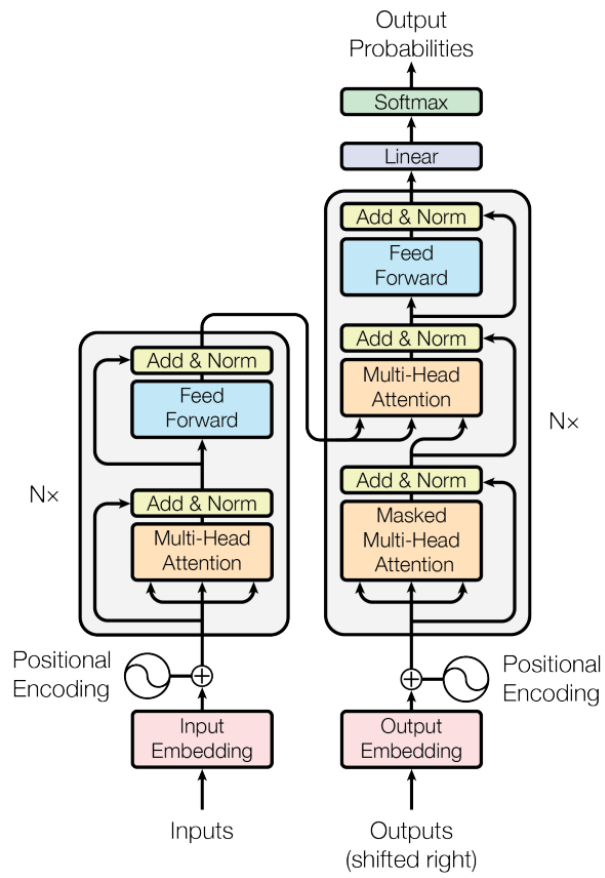 Output
Probabilities
Softmax
Linear
Add & Norm
Feed
Forward
Add & Norm
Multi-Head
Attention
Nx
Add & Norm
Masked
Multi-Head
Attention
Add & Norm
Feed
Forward
N×
Add & Norm
Multi-Head
Attention
Positional
Encoding
Positional
Encoding
Input
Embedding
Output
Embedding
Inputs
Outputs
(shifted right)